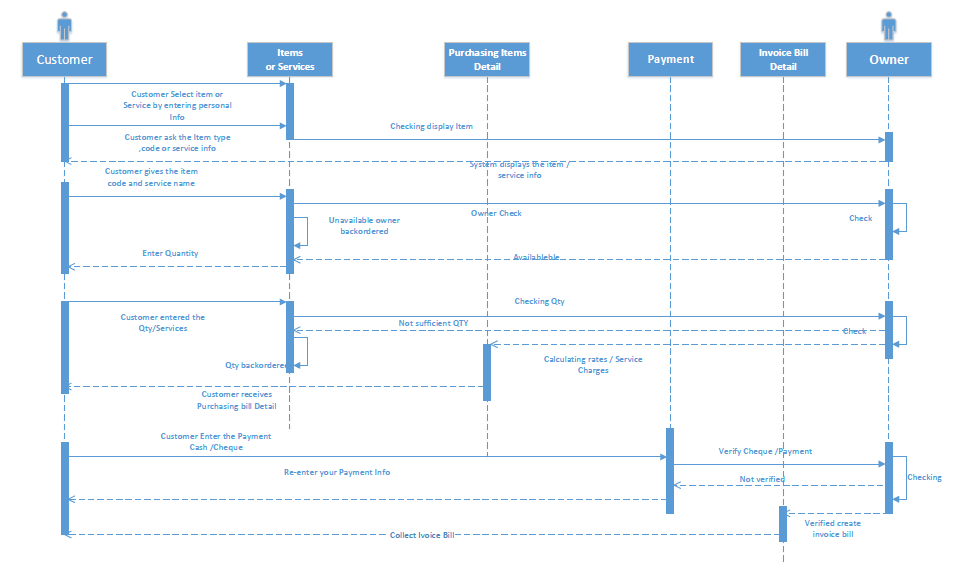 Customer
Items
or Services
Purchasing Items
Detail
Payment
Invoice Bill
Detail
Owner
Customer Select item or
Service by entering personal
Info
Checking display Item
Customer ask the Item type
,code or service info
System displays the item /
service info
Customer gives the item
code and service name
Owner Check
Check
Unavailable owner
backordered
Enter Quantity
Availableble
Checking Qty
Customer entered the
Qty/Services
Not sufficient QTY
Check
Calculating rates / Service
Charges
Qty backordered
Customer receives
Purchasing bill Detail
Customer Enter the Payment
Cash /Cheque
Verify Cheque /Payment
Re-enter your Payment Info
Not verified
Checking
Verified create
invoice bill
Collect Ivoice Bill